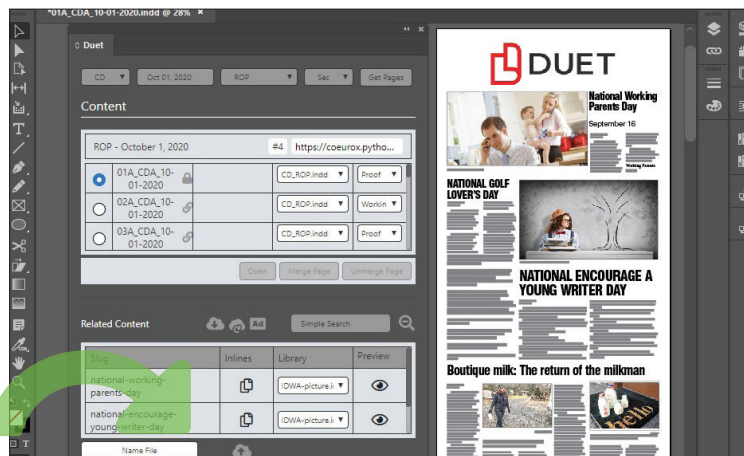 *01A_CDA_10-01-2020.indd @ 28% ×
Duet
CD Oct 01, 2020 ROP Sec Get Pages
Content
ROP - October 1, 2020 #4 https://coeurox.pytho...
01A_CDA_10-
01-2020
CD_ROP.indd Proof
02A_CDA_10-
01-2020
CD_ROP.indd Workin
03A_CDA_10-
01-2020
CD_ROP.indd Proof
Open Merge Page Unmerge Page
Related Content Ad Simple Search
Slug Inlines Library Preview
national-working-
parents-day
IDWA-picture.i
national-encourage-
young-writer-day
IDWA-picture.i
Name File
DUET
National Working
Parents Day
September 16
Working Parents
NATIONAL GOLF
LOVER'S DAY
NATIONAL ENCOURAGE A
YOUNG WRITER DAY
Boutique milk: The return of the milkman
hello